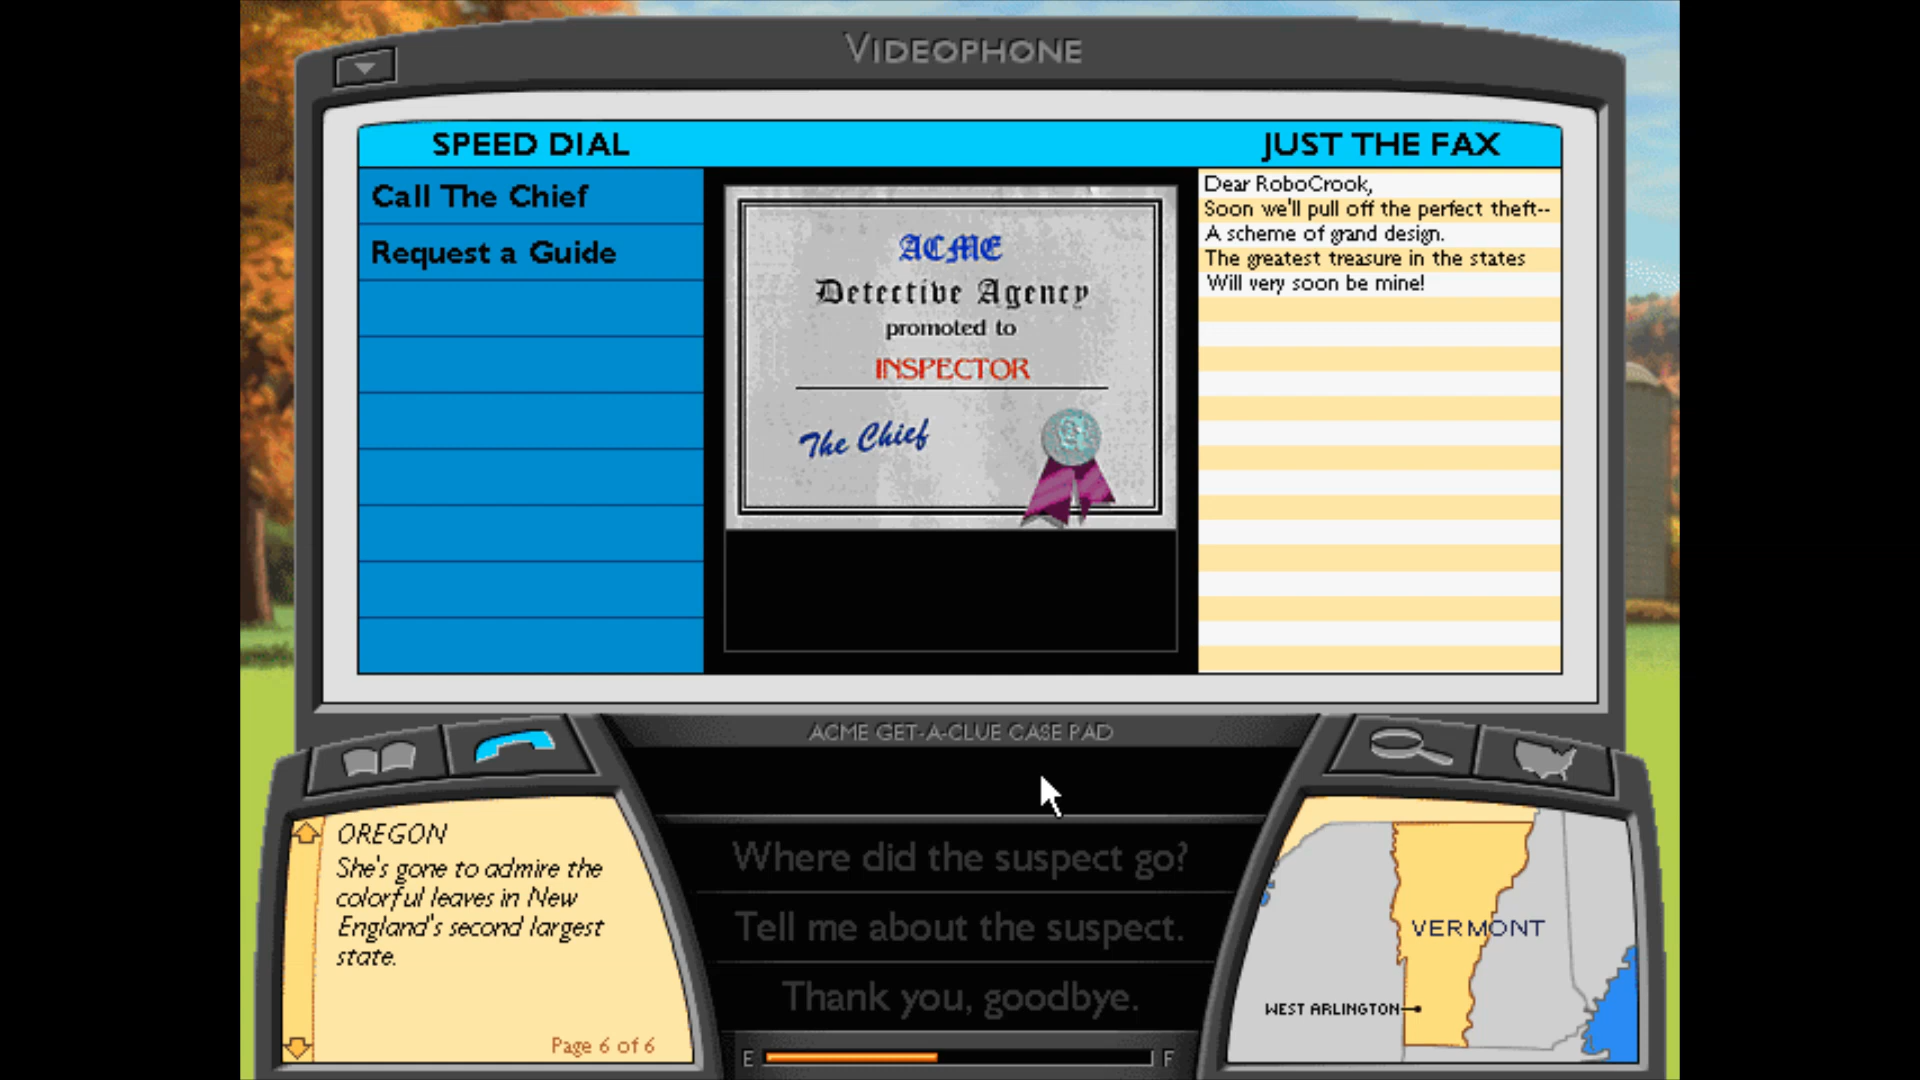 VIDEOPHONE
SPEED DIAL
Call The Chief
Request a Guide
ACME
Detective Agency
promoted to
INSPECTOR
The Chief
JUST THE FAX
Dear RoboCrook,
Soon we'll pull off the perfect theft--
A scheme of grand design.
The greatest treasure in the states
Will very soon be mine!
ACME GET-A-CLUE CASE PAD
Where did the suspect go?
Tell me about the suspect.
Thank you, goodbye.
E F
OREGON
She's gone to admire the
colorful leaves in New
England's second largest
state.
Page 6 of 6
VERMONT
WEST ARLINGTON